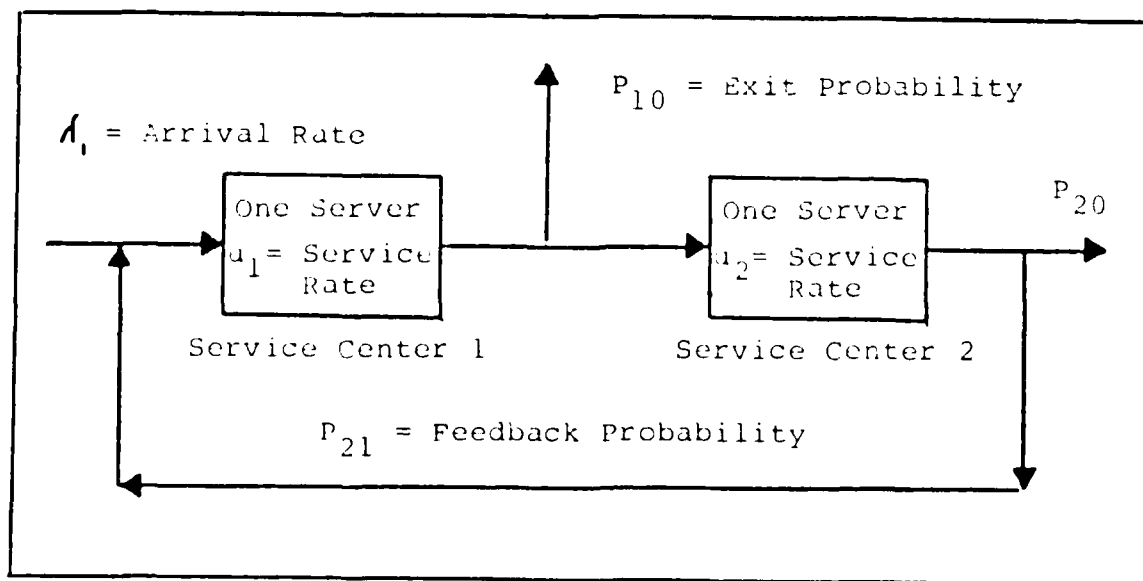 P10 = Exit Probability
λ1 = Arrival Rate
One Server
u1 = Service
Rate
One Server
u2 = Service
Rate
P20
Service Center 1
Service Center 2
P21 = Feedback Probability